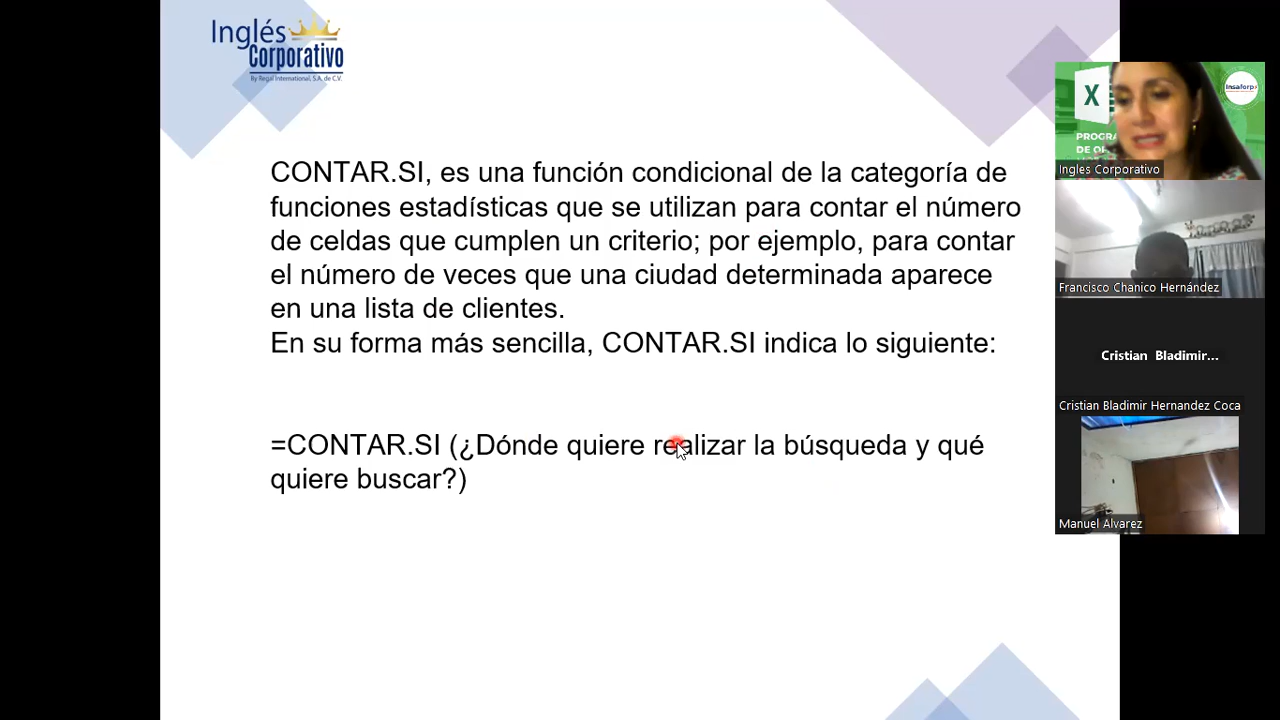 Inglés
Corporativo
By Regal International, S.A. de C.V.
CONTAR.SI, es una función condicional de la categoría de
funciones estadísticas que se utilizan para contar el número
de celdas que cumplen un criterio; por ejemplo, para contar
el número de veces que una ciudad determinada aparece
en una lista de clientes.
En su forma más sencilla, CONTAR.SI indica lo siguiente:
=CONTAR.SI (¿Dónde quiere realizar la búsqueda y qué
quiere buscar?)
X
Insaforp
PROGRA
DE OF
Ingles Corporativo
Francisco Chanico Hernández
Cristian Bladimir...
Cristian Bladimir Hernandez Coca
Manuel Alvarez